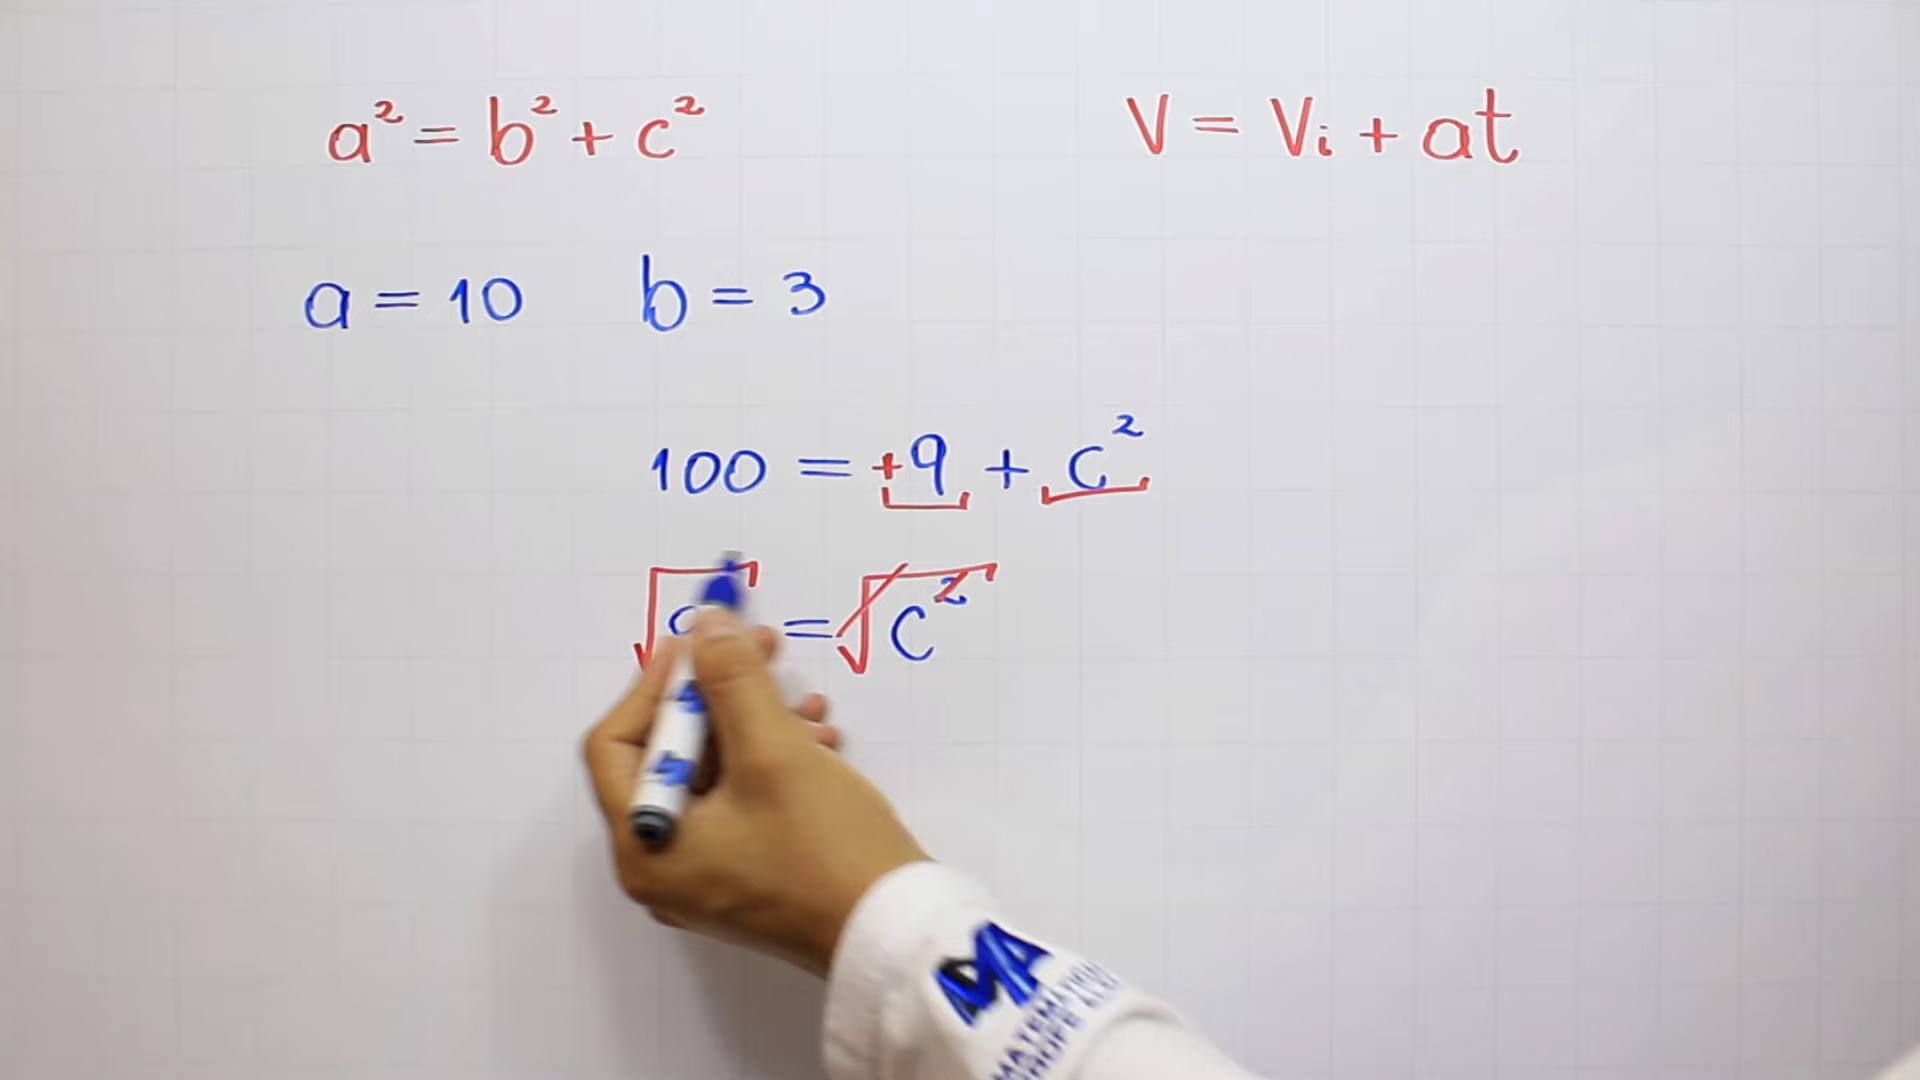 a² = b² + c²
V = Vi + at
a = 10 b = 3
100 = +9 + c²
= √c²